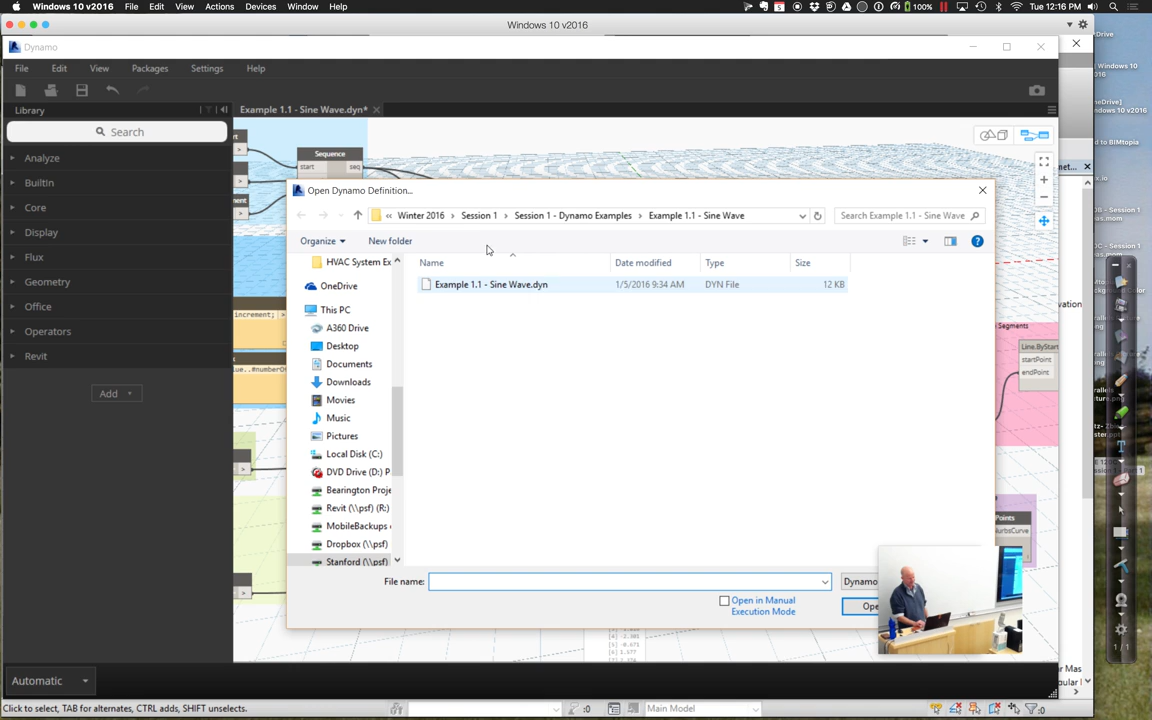 Windows 10 v2016 File Edit View Actions Devices Window Help 100% Tue 12:16 PM
Windows 10 v2016
Dynamo
File Edit View Packages Settings Help
Library
Example 1.1 - Sine Wave.dyn*
Search
Analyze
BuiltIn
Core
Display
Flux
Geometry
Office
Operators
Revit
Add
Sequence
start seq
Open Dynamo Definition...
Winter 2016 Session 1 Session 1 - Dynamo Examples Example 1.1 - Sine Wave
Search Example 1.1 - Sine Wave
Organize New folder
Name Date modified Type Size
Example 1.1 - Sine Wave.dyn 1/5/2016 9:34 AM DYN File 12 KB
HVAC System Ex
OneDrive
This PC
A360 Drive
Desktop
Documents
Downloads
Movies
Music
Pictures
Local Disk (C:)
DVD Drive (D:) P
Bearington Proje
Revit (\\psf) (R:)
MobileBackups
Dropbox (\\psf)
Stanford (\\psf)
File name:
Dynamo
Open in Manual
Execution Mode
Ope
increment;
Segments
Line.ByStart
startPoint
endPoint
Points
NurbsCurve
Automatic
Click to select, TAB for alternates, CTRL adds, SHIFT unselects.
:0
Main Model
:0
1 / 1